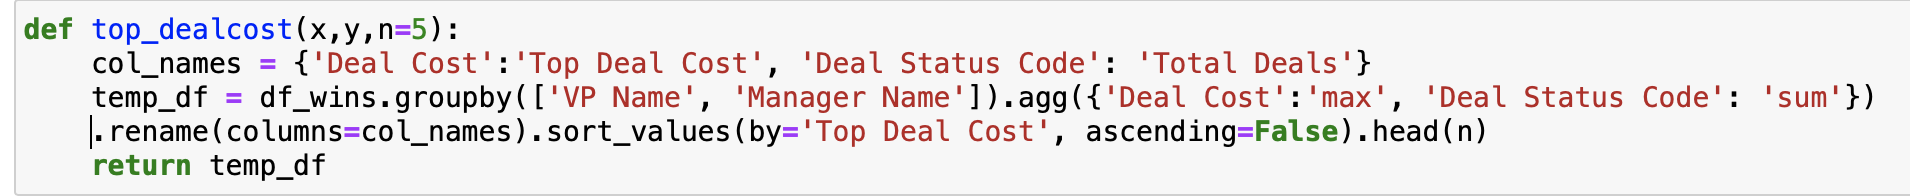 def top_dealcost(x,y,n=5):
    col_names = {'Deal Cost':'Top Deal Cost', 'Deal Status Code': 'Total Deals'}
    temp_df = df_wins.groupby(['VP Name', 'Manager Name']).agg({'Deal Cost':'max', 'Deal Status Code': 'sum'})
    .rename(columns=col_names).sort_values(by='Top Deal Cost', ascending=False).head(n)
    return temp_df